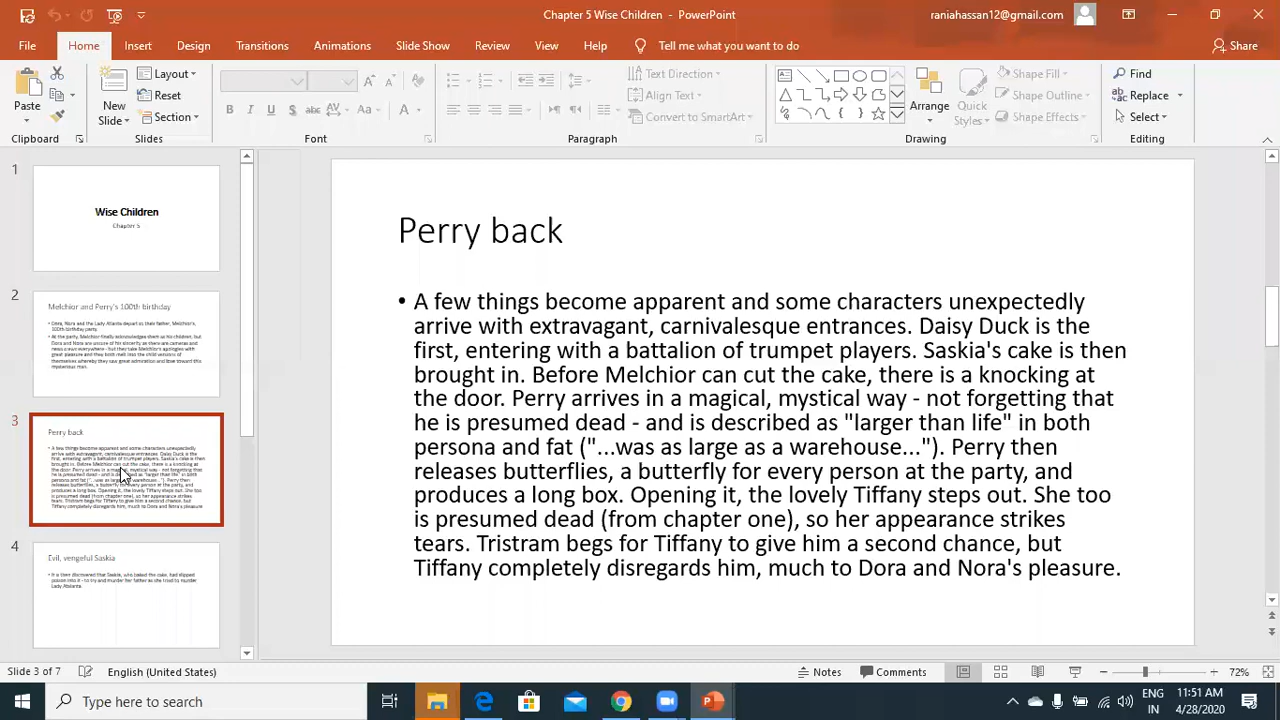 Chapter 5 Wise Children - PowerPoint
raniahassan12@gmail.com
File Home Insert Design Transitions Animations Slide Show Review View Help Tell me what you want to do Share
Paste
New
Slide
Layout
Reset
Section
B I U S abc AV Aa A
Text Direction
Align Text
Convert to SmartArt
Arrange
Quick
Styles
Shape Fill
Shape Outline
Shape Effects
Find
Replace
Select
Clipboard Slides Font Paragraph Drawing Editing
1
Wise Children
Chapter 5
2
Melchior and Perry's 100th birthday
3
Perry back
4
Evil, vengeful Saskia
Perry back
• A few things become apparent and some characters unexpectedly
arrive with extravagant, carnivalesque entrances. Daisy Duck is the
first, entering with a battalion of trumpet players. Saskia's cake is then
brought in. Before Melchior can cut the cake, there is a knocking at
the door. Perry arrives in a magical, mystical way - not forgetting that
he is presumed dead - and is described as "larger than life" in both
persona and fat ("...was as large as a warehouse..."). Perry then
releases butterflies, a butterfly for every person at the party, and
produces a long box. Opening it, the lovely Tiffany steps out. She too
is presumed dead (from chapter one), so her appearance strikes
tears. Tristram begs for Tiffany to give him a second chance, but
Tiffany completely disregards him, much to Dora and Nora's pleasure.
Slide 3 of 7 English (United States) Notes Comments 72%
Type here to search
ENG
IN
11:51 AM
4/28/2020